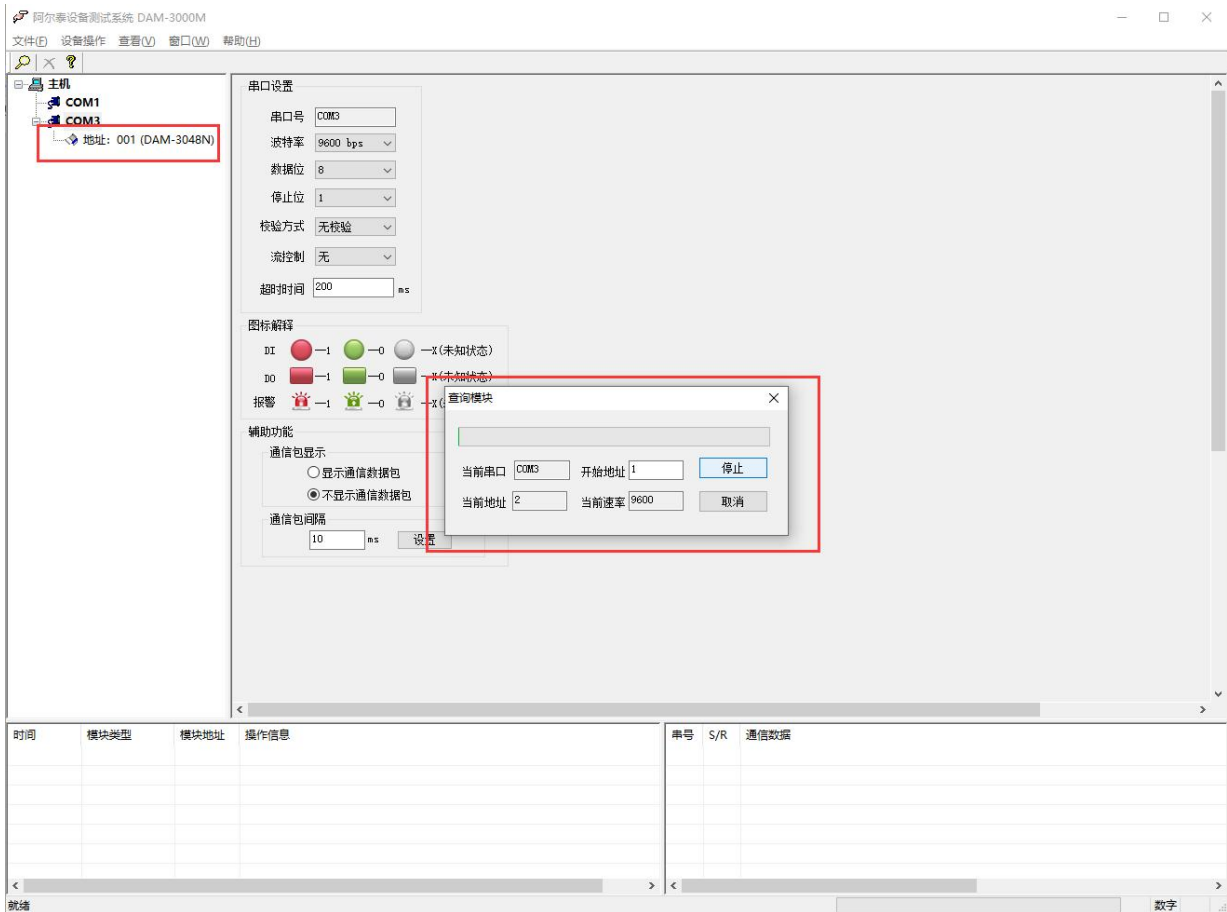 阿尔泰设备测试系统 DAM-3000M
文件(F) 设备操作 查看(V) 窗口(W) 帮助(H)
主机
COM1
COM3
地址：001 (DAM-3048N)
串口设置
串口号 COM3
波特率 9600 bps
数据位 8
停止位 1
校验方式 无校验
流控制 无
超时时间 200 ms
图标解释
DI —1 —0 —X(未知状态)
DO —1 —0 —X(未知状态)
报警 —1 —0 —X(
辅助功能
通信包显示
显示通信数据包
不显示通信数据包
通信包间隔
10 ms 设置
查询模块
当前串口 COM3 开始地址 1 停止
当前地址 2 当前速率 9600 取消
时间 模块类型 模块地址 操作信息
串号 S/R 通信数据
就绪 数字